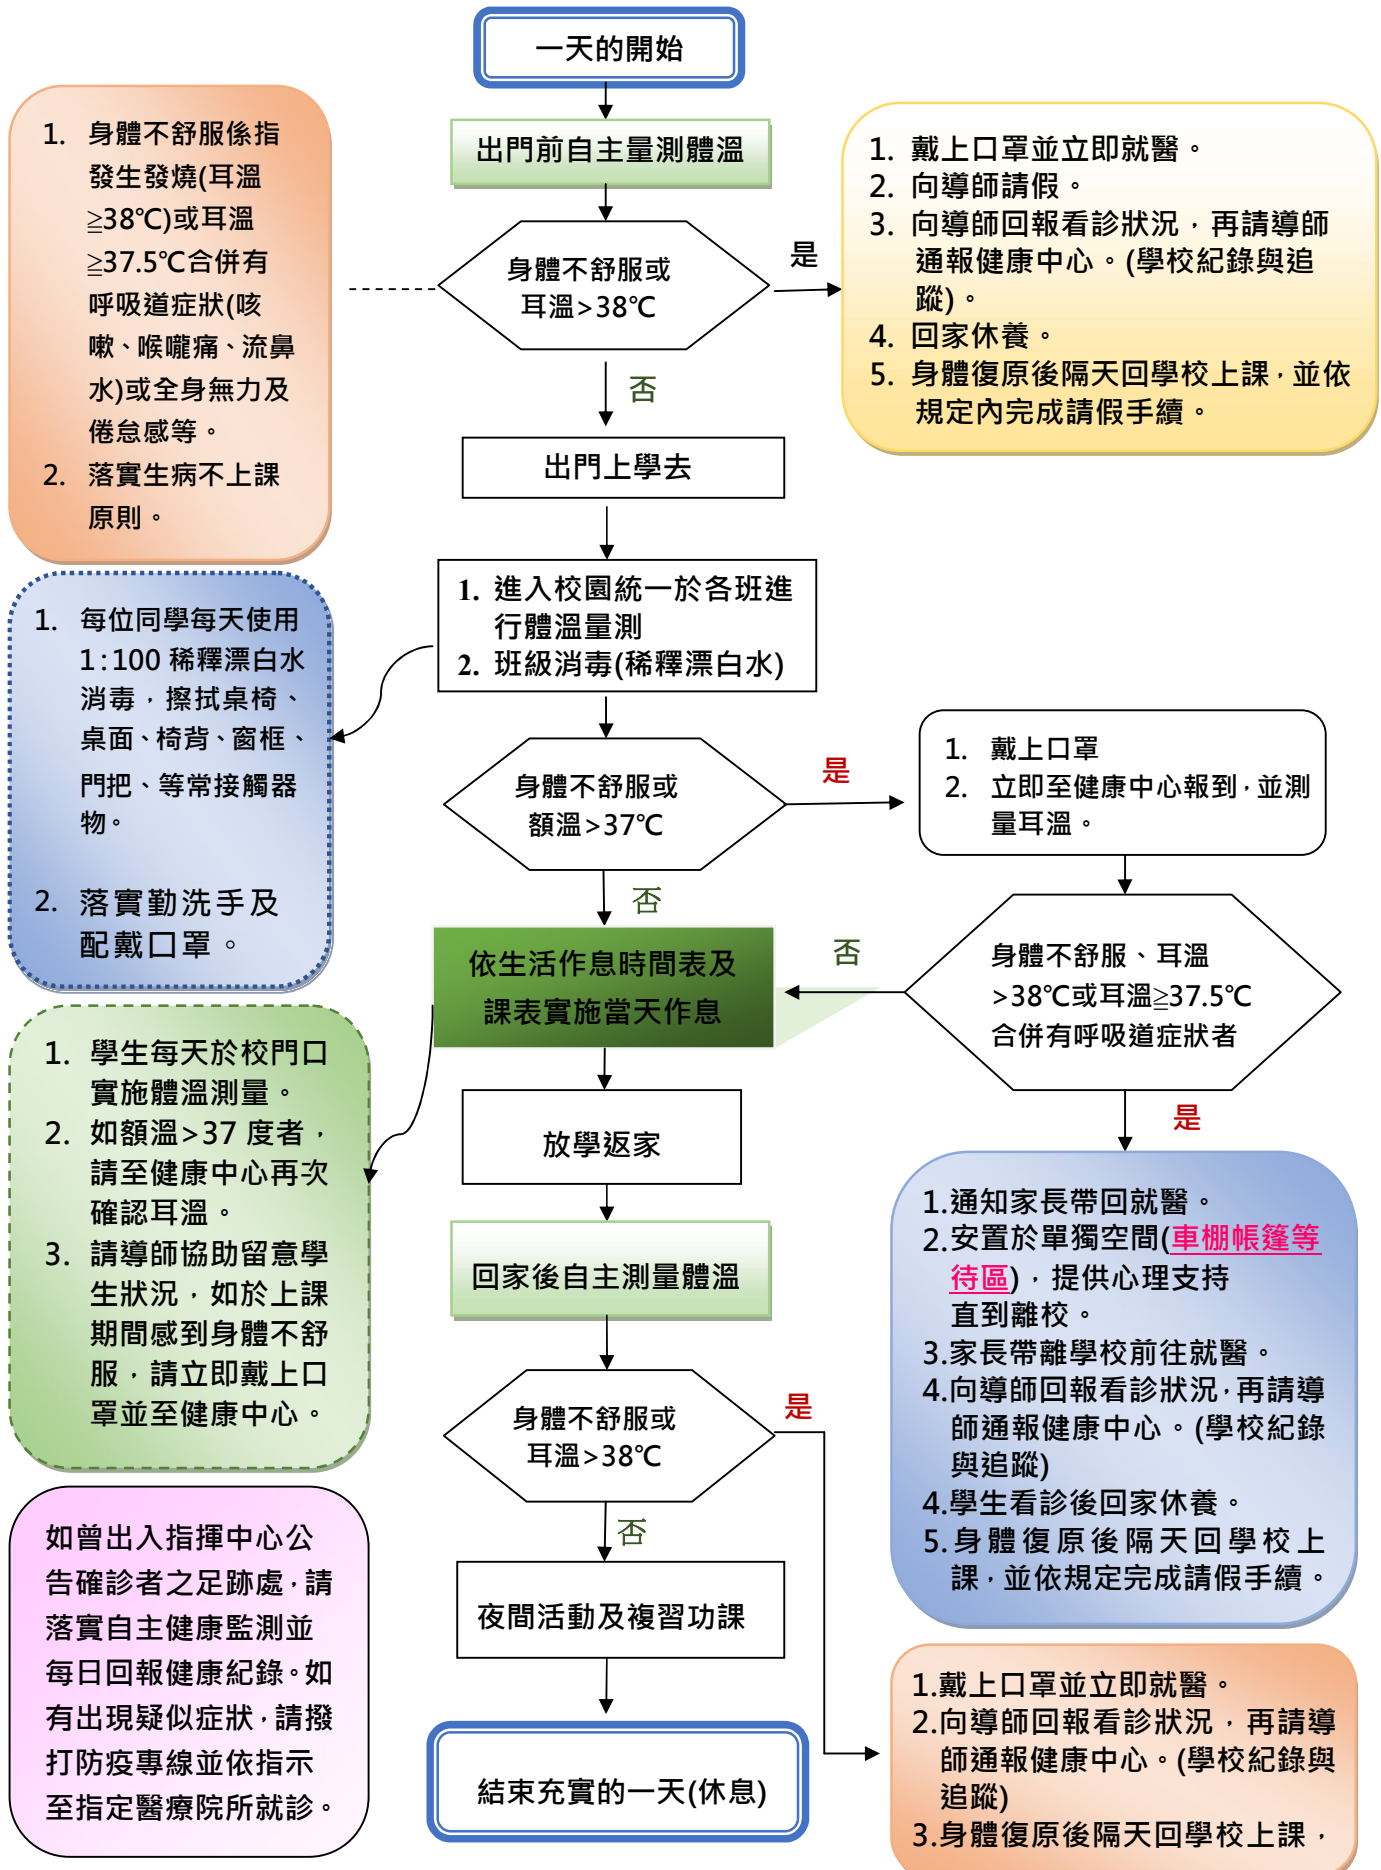 一天的開始
出門前自主量測體溫
身體不舒服或
耳溫>38℃
是
否
1. 身體不舒服係指
發生發燒(耳溫
≧38℃)或耳溫
≧37.5℃合併有
呼吸道症狀(咳
嗽、喉嚨痛、流鼻
水)或全身無力及
倦怠感等。
2. 落實生病不上課
原則。
1. 戴上口罩並立即就醫。
2. 向導師請假。
3. 向導師回報看診狀況，再請導師
通報健康中心。(學校紀錄與追
蹤)。
4. 回家休養。
5. 身體復原後隔天回學校上課，並依
規定內完成請假手續。
出門上學去
1. 進入校園統一於各班進
行體溫量測
2. 班級消毒(稀釋漂白水)
1. 每位同學每天使用
1:100 稀釋漂白水
消毒，擦拭桌椅、
桌面、椅背、窗框、
門把、等常接觸器
物。
2. 落實勤洗手及
配戴口罩。
身體不舒服或
額溫>37℃
是
否
1. 戴上口罩
2. 立即至健康中心報到，並測
量耳溫。
身體不舒服、耳溫
>38℃或耳溫≧37.5℃
合併有呼吸道症狀者
否
是
依生活作息時間表及
課表實施當天作息
1. 學生每天於校門口
實施體溫測量。
2. 如額溫>37 度者，
請至健康中心再次
確認耳溫。
3. 請導師協助留意學
生狀況，如於上課
期間感到身體不舒
服，請立即戴上口
罩並至健康中心。
放學返家
回家後自主測量體溫
1.通知家長帶回就醫。
2.安置於單獨空間(車棚帳篷等
待區)，提供心理支持
直到離校。
3.家長帶離學校前往就醫。
4.向導師回報看診狀況，再請導
師通報健康中心。(學校紀錄
與追蹤)
4.學生看診後回家休養。
5.身體復原後隔天回學校上
課，並依規定完成請假手續。
身體不舒服或
耳溫>38℃
是
否
夜間活動及複習功課
如曾出入指揮中心公
告確診者之足跡處，請
落實自主健康監測並
每日回報健康紀錄。如
有出現疑似症狀，請撥
打防疫專線並依指示
至指定醫療院所就診。
結束充實的一天(休息)
1.戴上口罩並立即就醫。
2.向導師回報看診狀況，再請導
師通報健康中心。(學校紀錄與
追蹤)
3.身體復原後隔天回學校上課，